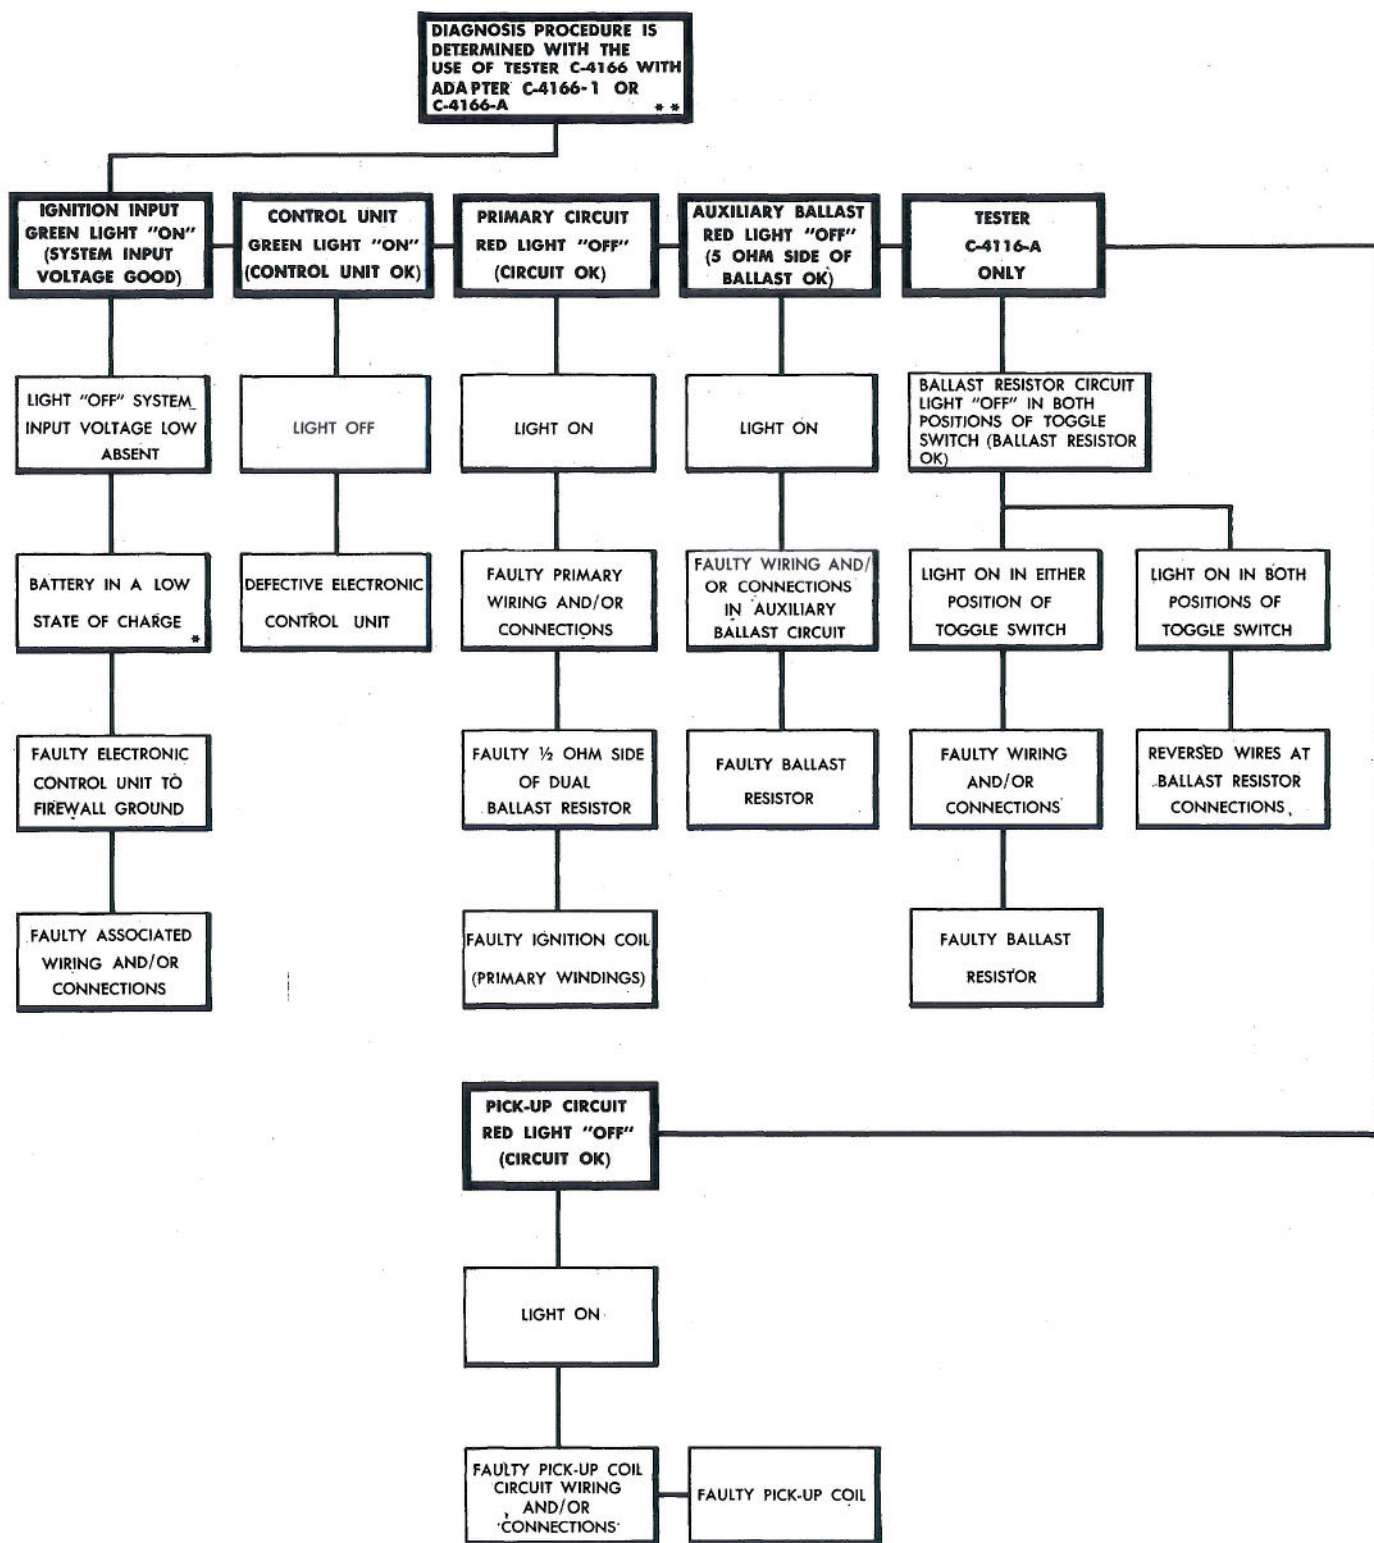 DIAGNOSIS PROCEDURE IS
DETERMINED WITH THE
USE OF TESTER C-4166 WITH
ADAPTER C-4166-1 OR
C-4166-A **
IGNITION INPUT
GREEN LIGHT "ON"
(SYSTEM INPUT
VOLTAGE GOOD)
CONTROL UNIT
GREEN LIGHT "ON"
(CONTROL UNIT OK)
PRIMARY CIRCUIT
RED LIGHT "OFF"
(CIRCUIT OK)
AUXILIARY BALLAST
RED LIGHT "OFF"
(5 OHM SIDE OF
BALLAST OK)
TESTER
C-4116-A
ONLY
LIGHT "OFF" SYSTEM
INPUT VOLTAGE LOW
ABSENT
LIGHT OFF
LIGHT ON
LIGHT ON
BALLAST RESISTOR CIRCUIT
LIGHT "OFF" IN BOTH
POSITIONS OF TOGGLE
SWITCH (BALLAST RESISTOR
OK)
BATTERY IN A LOW
STATE OF CHARGE *
DEFECTIVE ELECTRONIC
CONTROL UNIT
FAULTY PRIMARY
WIRING AND/OR
CONNECTIONS
FAULTY WIRING AND/
OR CONNECTIONS
IN AUXILIARY
BALLAST CIRCUIT
LIGHT ON IN EITHER
POSITION OF
TOGGLE SWITCH
LIGHT ON IN BOTH
POSITIONS OF
TOGGLE SWITCH
FAULTY ELECTRONIC
CONTROL UNIT TO
FIREWALL GROUND
FAULTY ½ OHM SIDE
OF DUAL
BALLAST RESISTOR
FAULTY BALLAST
RESISTOR
FAULTY WIRING
AND/OR
CONNECTIONS
REVERSED WIRES AT
BALLAST RESISTOR
CONNECTIONS
FAULTY ASSOCIATED
WIRING AND/OR
CONNECTIONS
FAULTY IGNITION COIL
(PRIMARY WINDINGS)
FAULTY BALLAST
RESISTOR
PICK-UP CIRCUIT
RED LIGHT "OFF"
(CIRCUIT OK)
LIGHT ON
FAULTY PICK-UP COIL
CIRCUIT WIRING
AND/OR
CONNECTIONS
FAULTY PICK-UP COIL